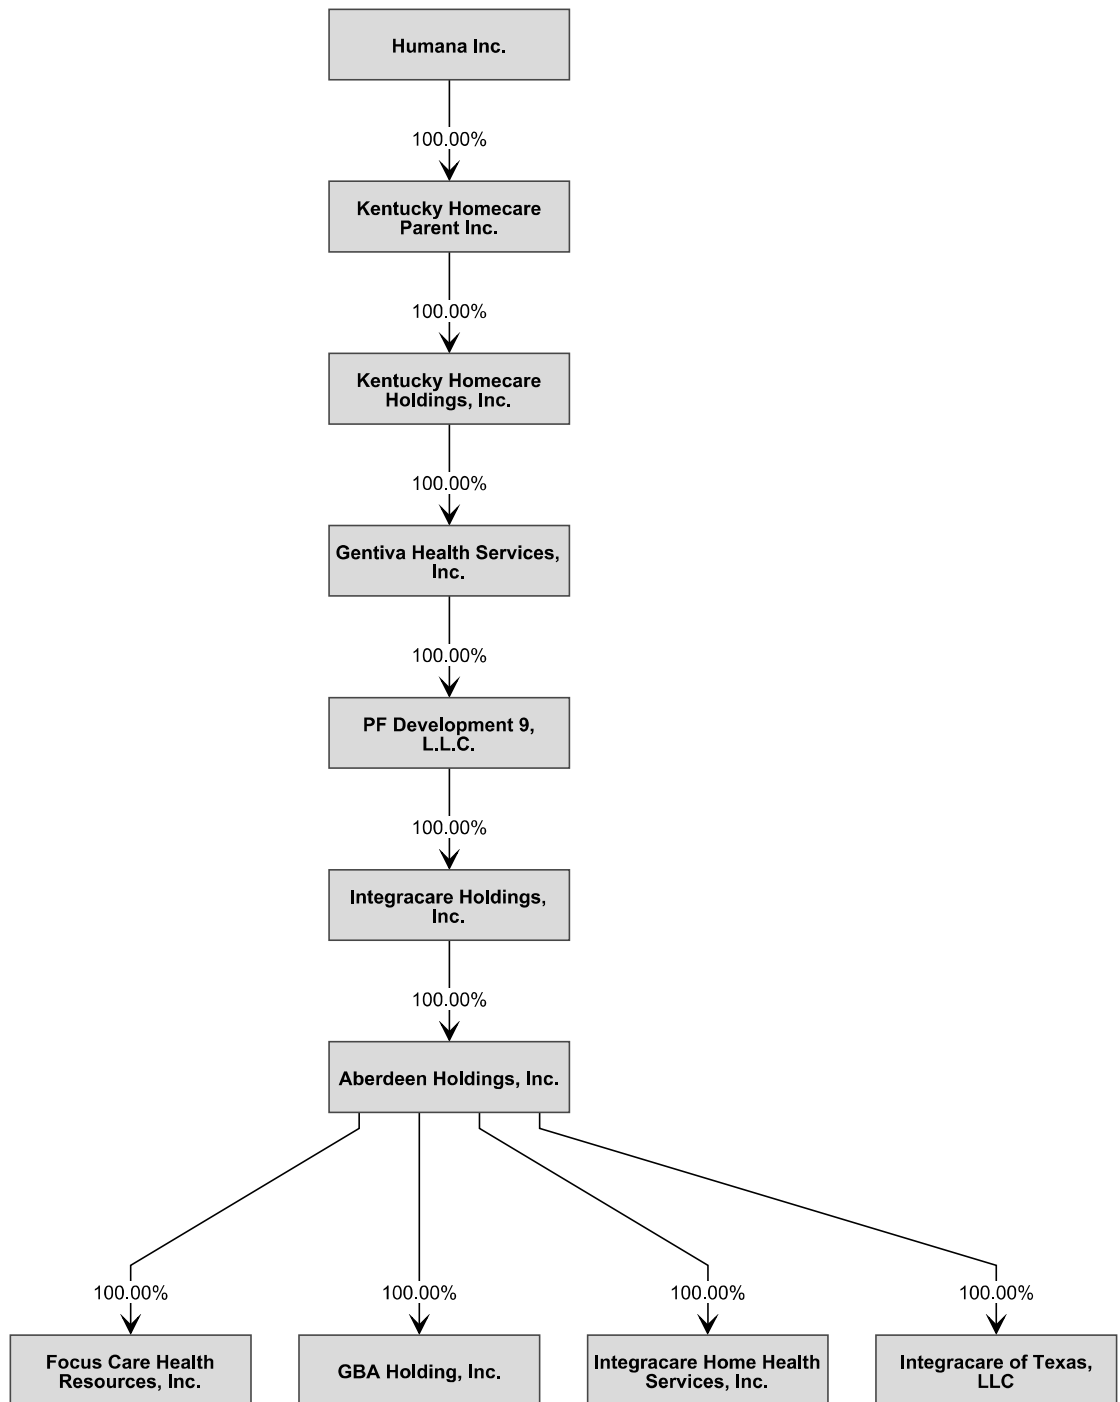 Humana Inc.
100.00%
Kentucky Homecare
Parent Inc.
100.00%
Kentucky Homecare
Holdings, Inc.
100.00%
Gentiva Health Services,
Inc.
100.00%
PF Development 9,
L.L.C.
100.00%
Integracare Holdings,
Inc.
100.00%
Aberdeen Holdings, Inc.
100.00%
100.00%
100.00%
100.00%
Focus Care Health
Resources, Inc.
GBA Holding, Inc.
Integracare Home Health
Services, Inc.
Integracare of Texas,
LLC